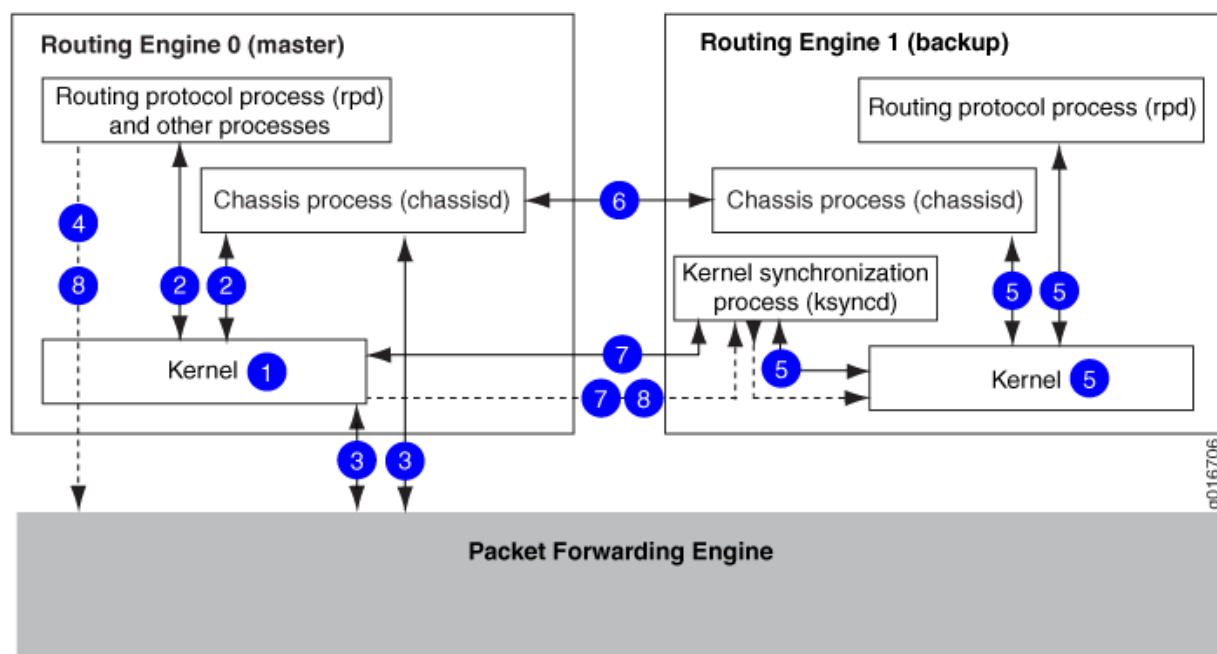 Routing Engine 0 (master)
Routing protocol process (rpd)
and other processes
Chassis process (chassisd)
4
8
2
2
Kernel 1
3
3
6
7
7 8
Routing Engine 1 (backup)
Routing protocol process (rpd)
Chassis process (chassisd)
Kernel synchronization
process (ksyncd)
5
5
5
Kernel 5
g016706
Packet Forwarding Engine